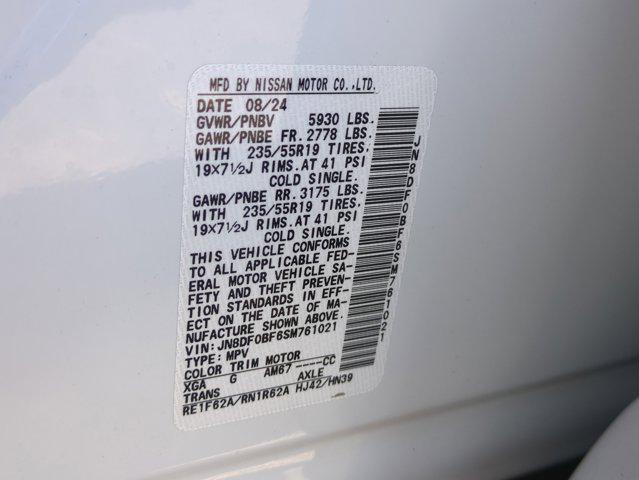 MFD BY NISSAN MOTOR CO.,LTD.
DATE 08/24
GVWR/PNBV 5930 LBS.
GAWR/PNBE FR. 2778 LBS.
WITH 235/55R19 TIRES.
19×7½J RIMS.AT 41 PSI
COLD SINGLE.
GAWR/PNBE RR. 3175 LBS.
WITH 235/55R19 TIRES.
19×7½J RIMS.AT 41 PSI
COLD SINGLE.
THIS VEHICLE CONFORMS
TO ALL APPLICABLE FED-
ERAL MOTOR VEHICLE SA-
FETY AND THEFT PREVEN-
TION STANDARDS IN EFF-
ECT ON THE DATE OF MA-
NUFACTURE SHOWN ABOVE.
VIN: JN8DF0BF6SM761021
TYPE: MPV
COLOR TRIM MOTOR
XGA G AM67 ----CC
TRANS AXLE
RE1F62A/RN1R62A HJ42/HN39
JN8DF0BF6SM761021